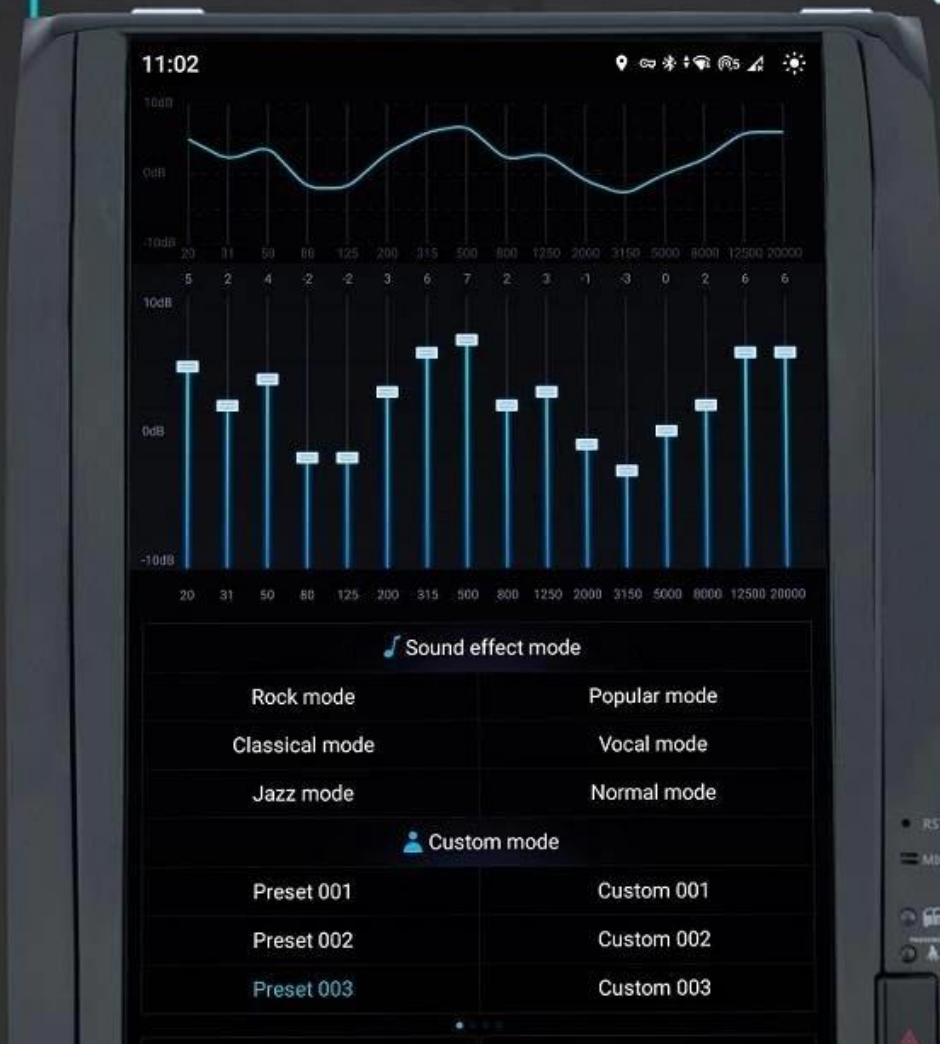 11:02
10dB
0dB
-10dB
20 31 50 80 125 200 315 500 800 1250 2000 3150 5000 8000 12500 20000
5 2 4 -2 -2 3 6 7 2 3 -1 -3 0 2 6 6
10dB
0dB
-10dB
20 31 50 80 125 200 315 500 800 1250 2000 3150 5000 8000 12500 20000
Sound effect mode
Rock mode Popular mode
Classical mode Vocal mode
Jazz mode Normal mode
Custom mode
Preset 001 Custom 001
Preset 002 Custom 002
Preset 003 Custom 003